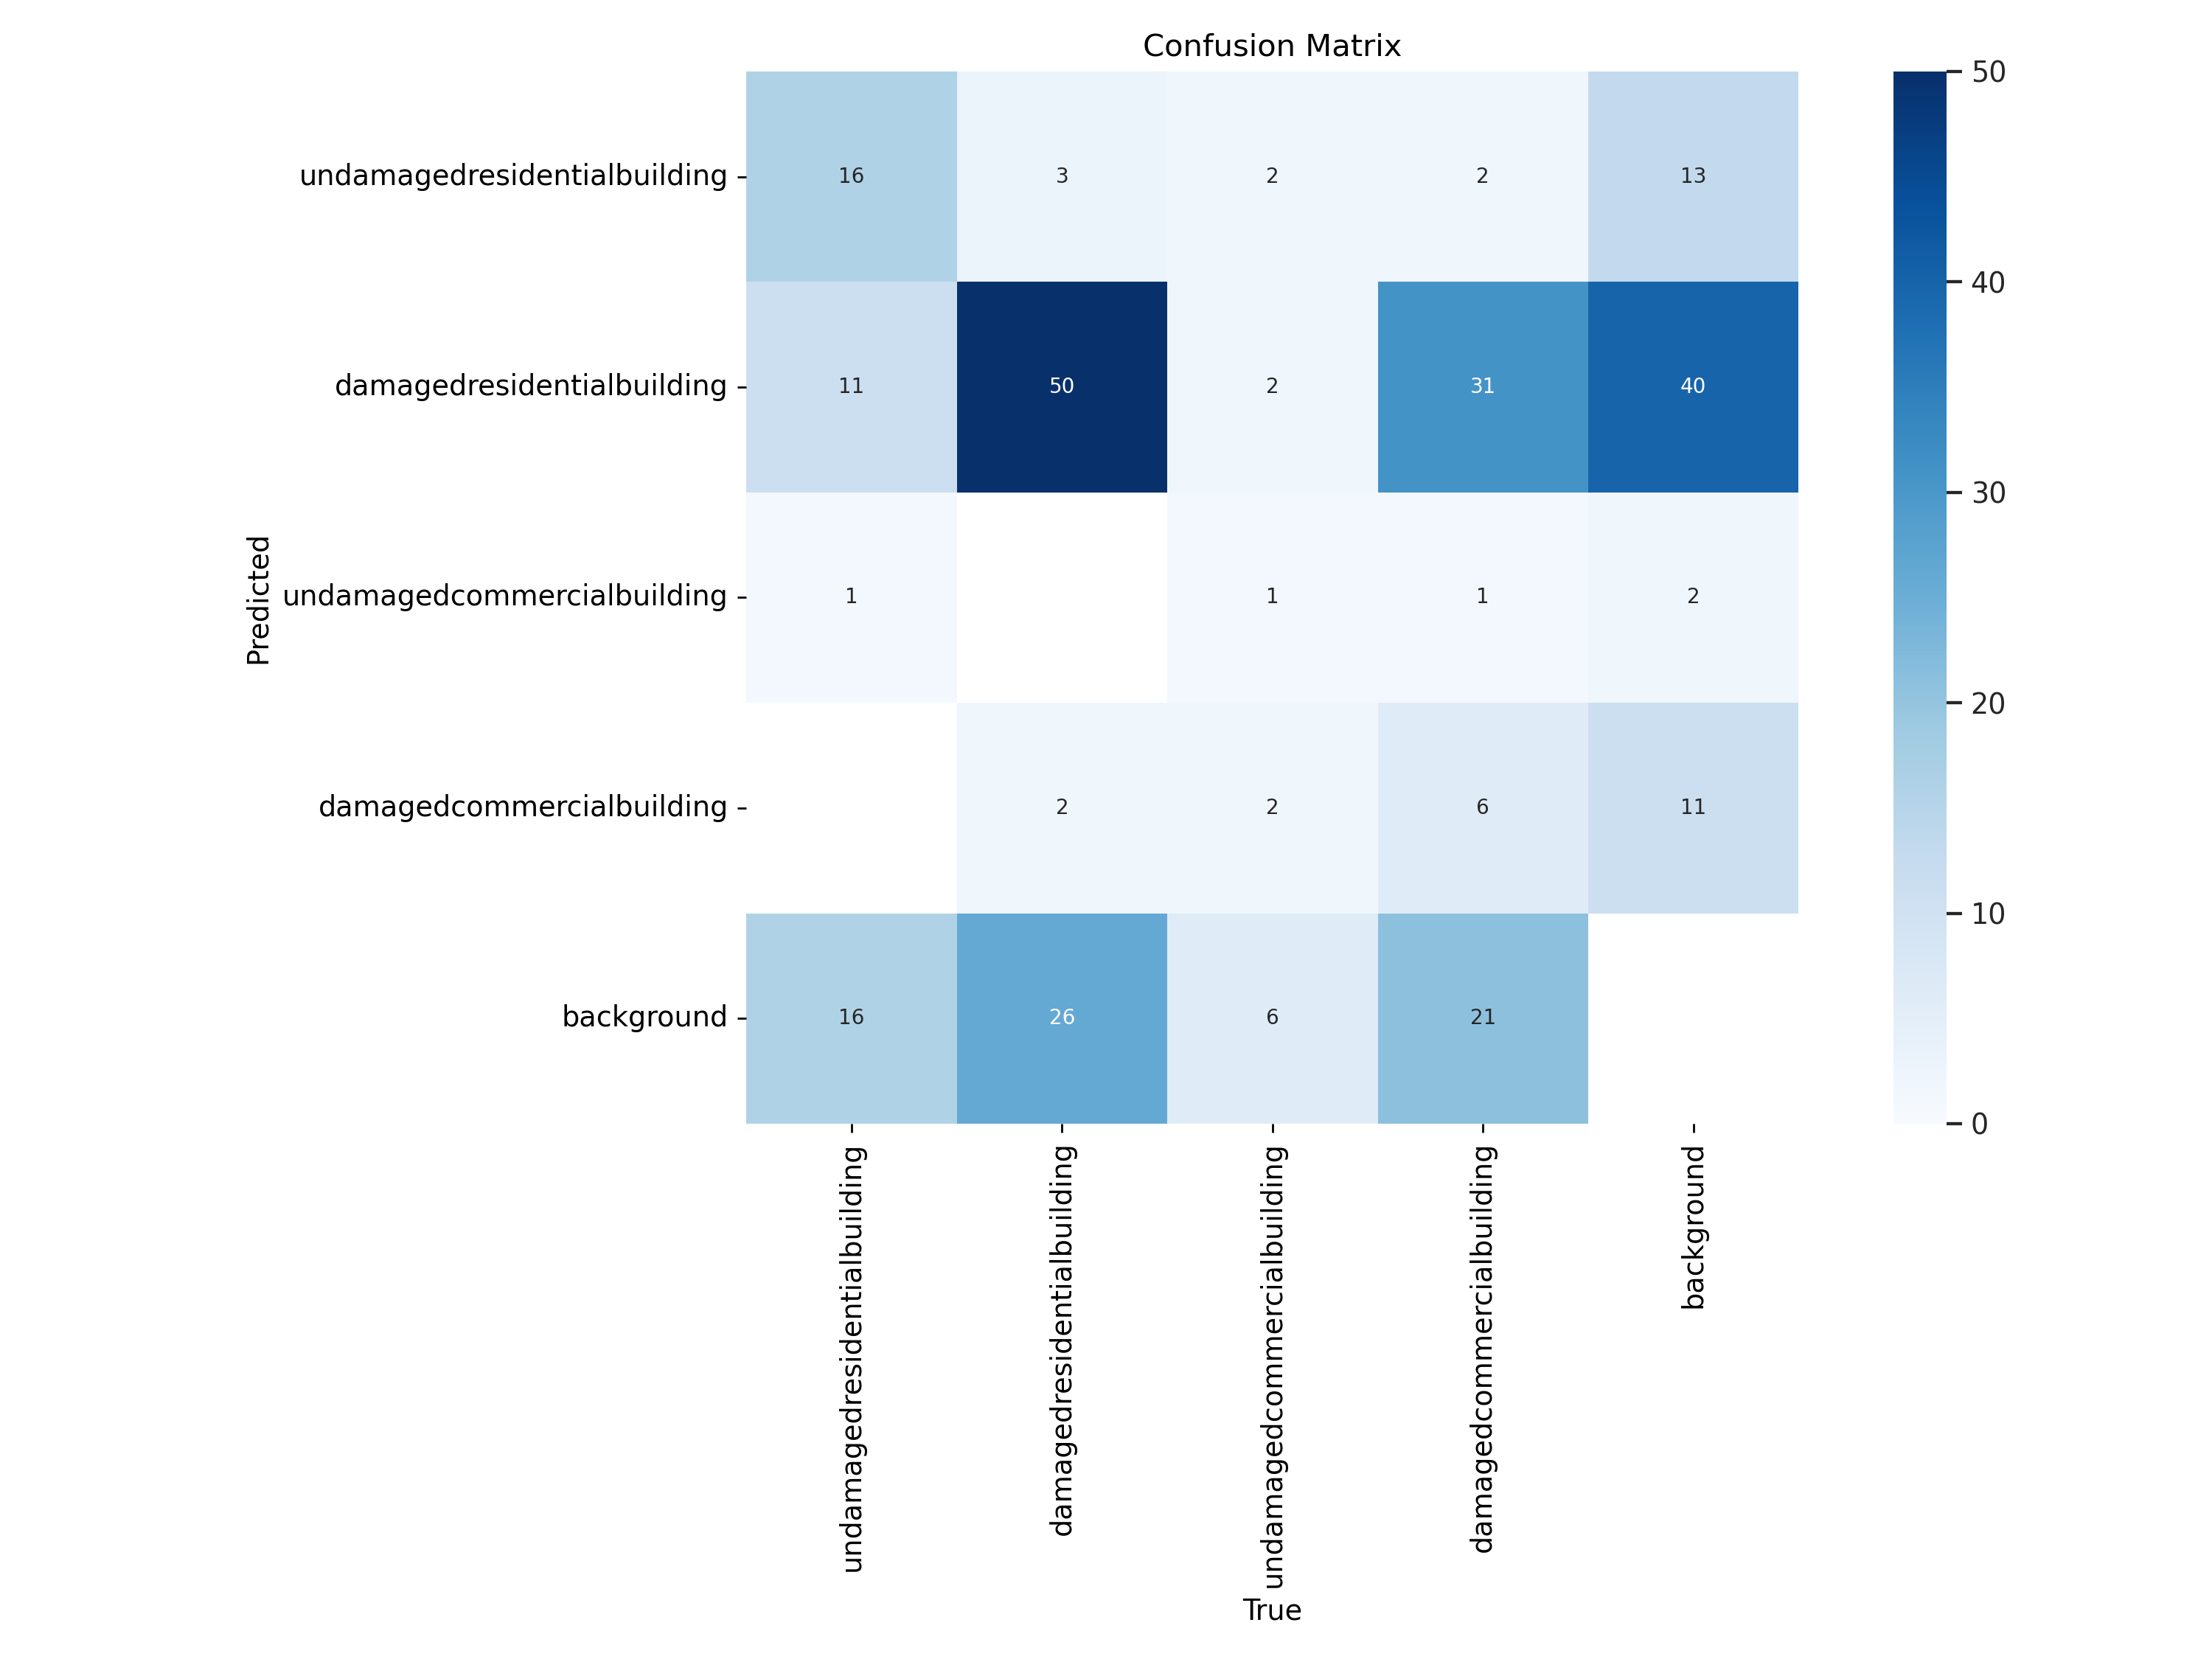 Confusion Matrix
Predicted
undamagedresidentialbuilding 16 3 2 2 13
damagedresidentialbuilding 11 50 2 31 40
undamagedcommercialbuilding 1 1 1 2
damagedcommercialbuilding 2 2 6 11
background 16 26 6 21
undamagedresidentialbuilding
damagedresidentialbuilding
undamagedcommercialbuilding
damagedcommercialbuilding
background
True
50
40
30
20
10
0